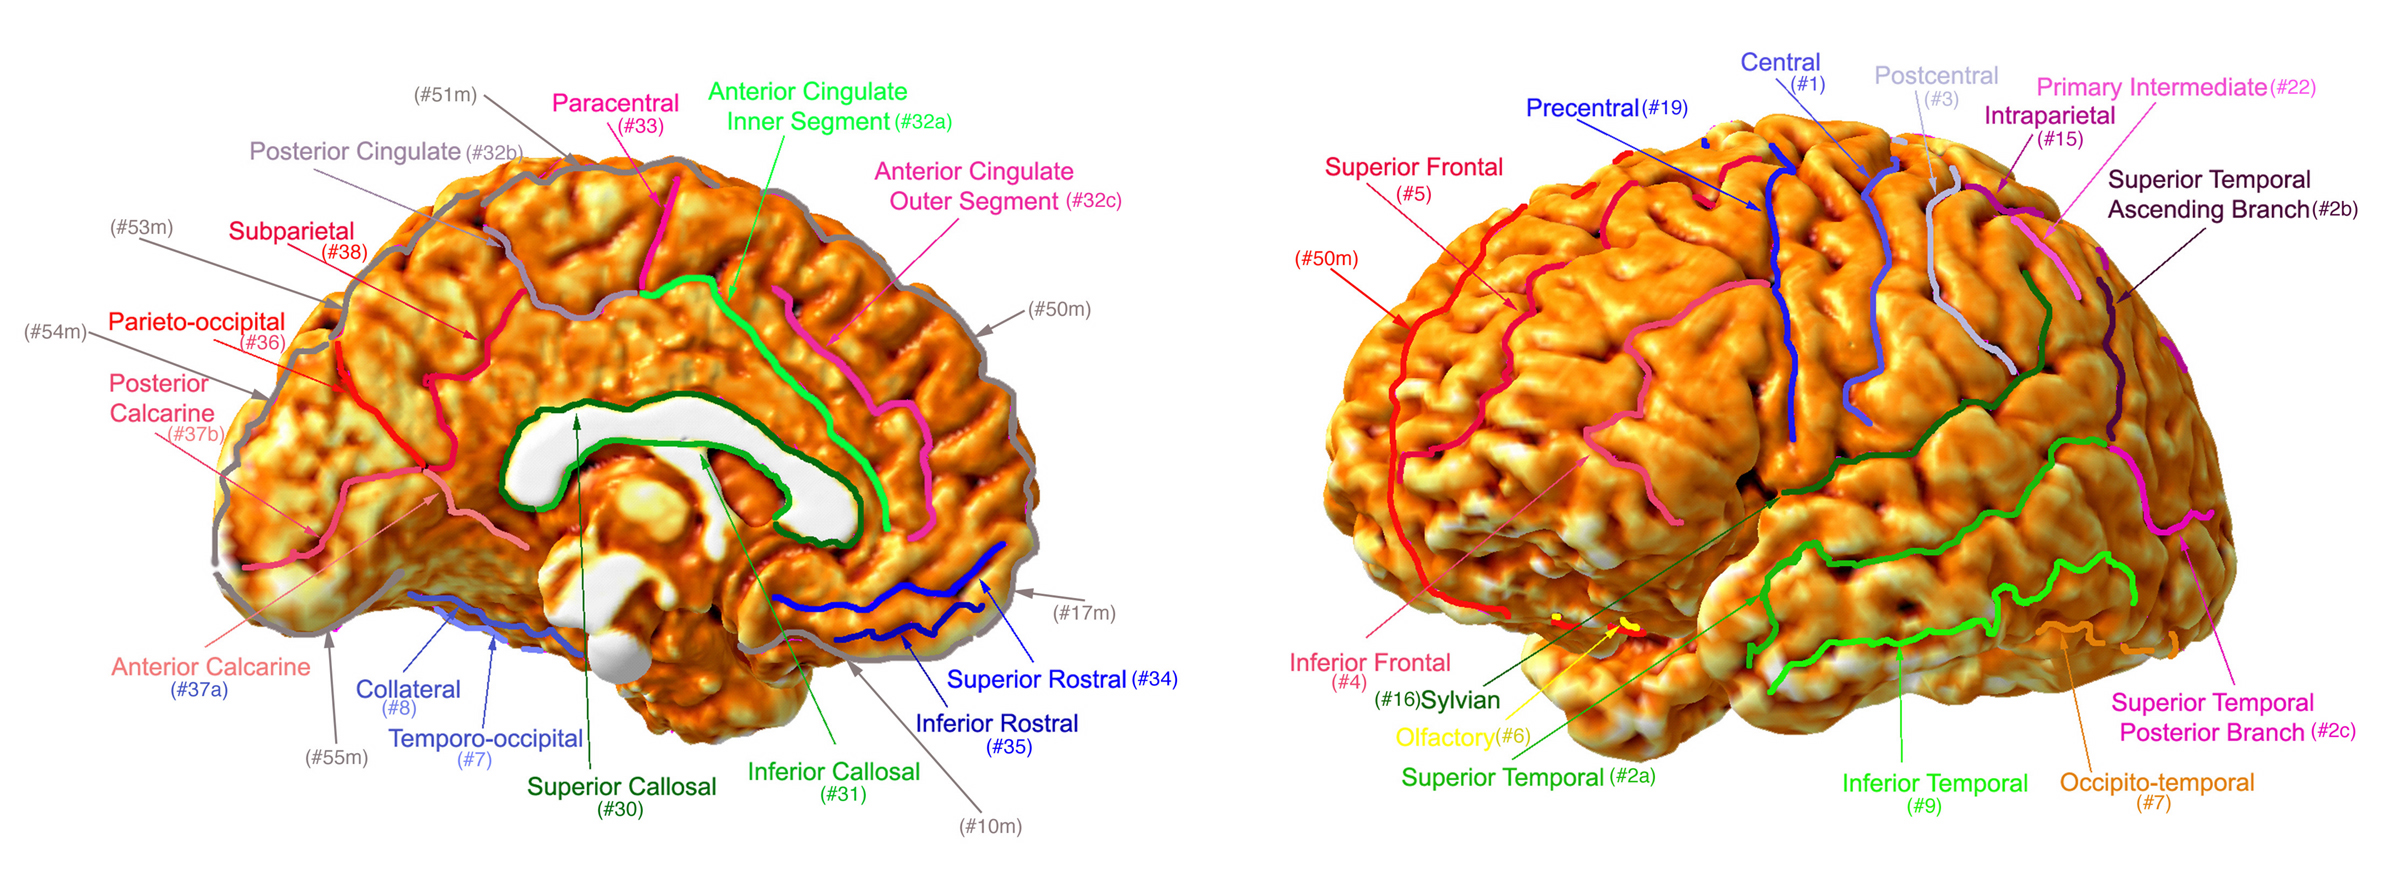 (#51m)
Paracentral
(#33)
Anterior Cingulate
Inner Segment (#32a)
Posterior Cingulate (#32b)
Anterior Cingulate
Outer Segment (#32c)
(#53m)
Subparietal
(#38)
(#54m)
Parieto-occipital
(#36)
(#50m)
Posterior
Calcarine
(#37b)
(#17m)
Anterior Calcarine
(#37a)
Collateral
(#8)
Superior Rostral (#34)
Inferior Rostral
(#35)
(#55m)
Temporo-occipital
(#7)
Superior Callosal
(#30)
Inferior Callosal
(#31)
(#10m)
Central
(#1)
Postcentral
(#3)
Primary Intermediate (#22)
Precentral (#19)
Intraparietal
(#15)
Superior Frontal
(#5)
Superior Temporal
Ascending Branch (#2b)
(#50m)
Inferior Frontal
(#4)
(#16) Sylvian
Olfactory (#6)
Superior Temporal (#2a)
Superior Temporal
Posterior Branch (#2c)
Inferior Temporal
(#9)
Occipito-temporal
(#7)